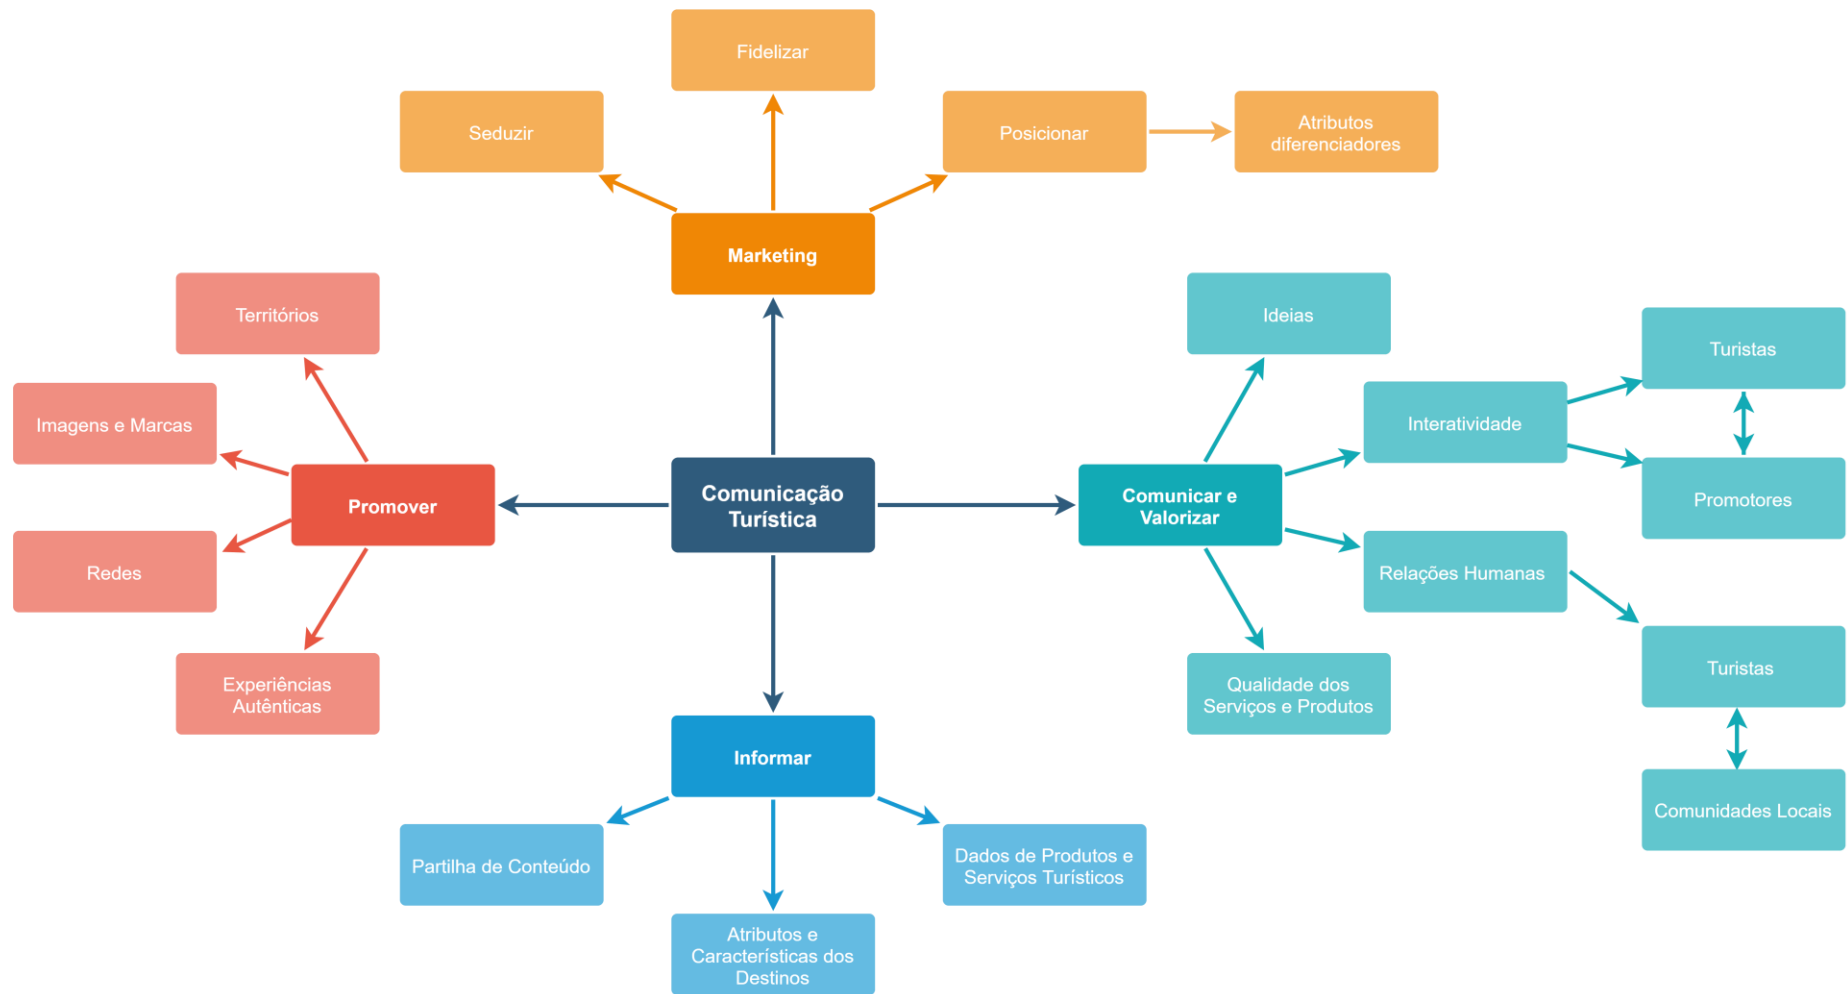 Fidelizar
Seduzir
Posicionar
Atributos
diferenciadores
Marketing
Territórios
Ideias
Turistas
Imagens e Marcas
Interatividade
Comunicação
Turística
Promover
Comunicar e
Valorizar
Promotores
Redes
Relações Humanas
Experiências
Autênticas
Qualidade dos
Serviços e Produtos
Turistas
Informar
Comunidades Locais
Partilha de Conteúdo
Dados de Produtos e
Serviços Turísticos
Atributos e
Características dos
Destinos